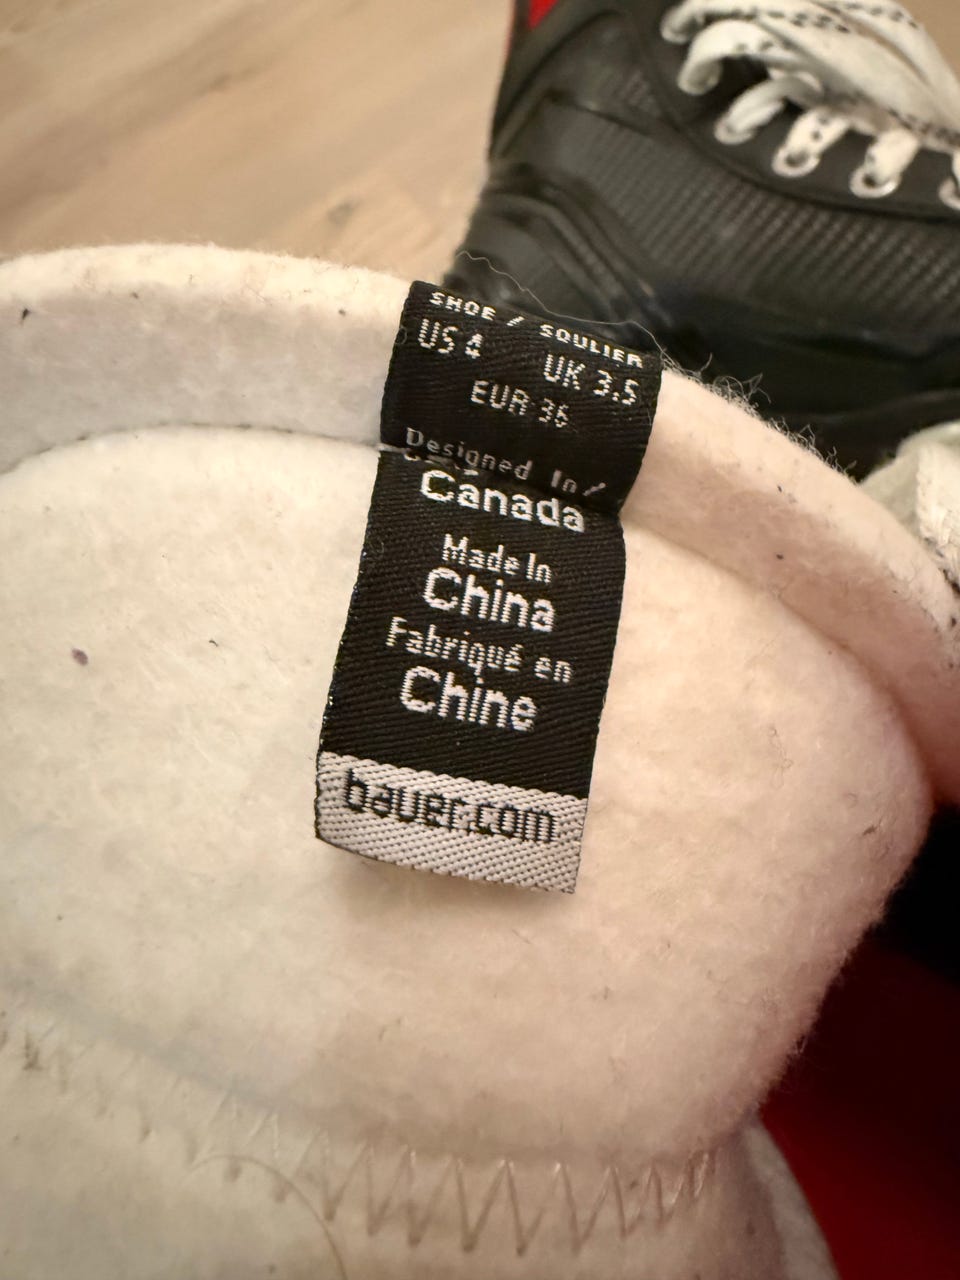 SHOE / SOULIER
US 4 UK 3.5
EUR 36
Designed In/
Canada
Made In
China
Fabriqué en
Chine
bauer.com